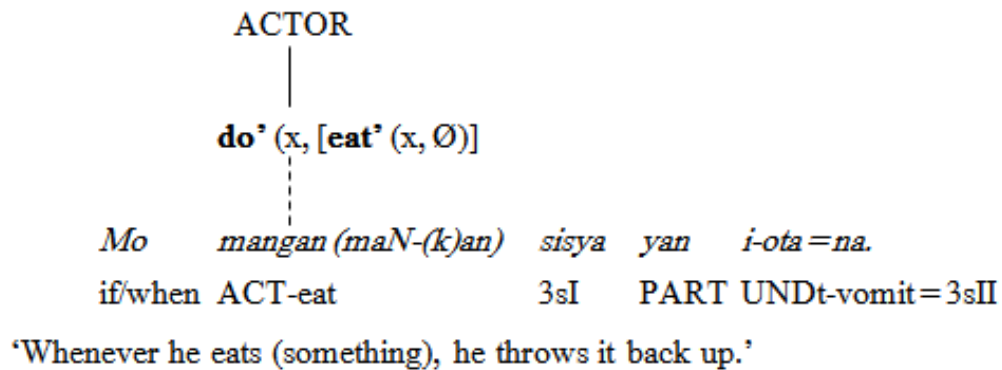 ACTOR
do’ (x, [eat’ (x, Ø)]
Mo mangan (maN-(k)an) sisya yan i-ota=na.
if/when ACT-eat 3sI PART UNDt-vomit=3sII
‘Whenever he eats (something), he throws it back up.’